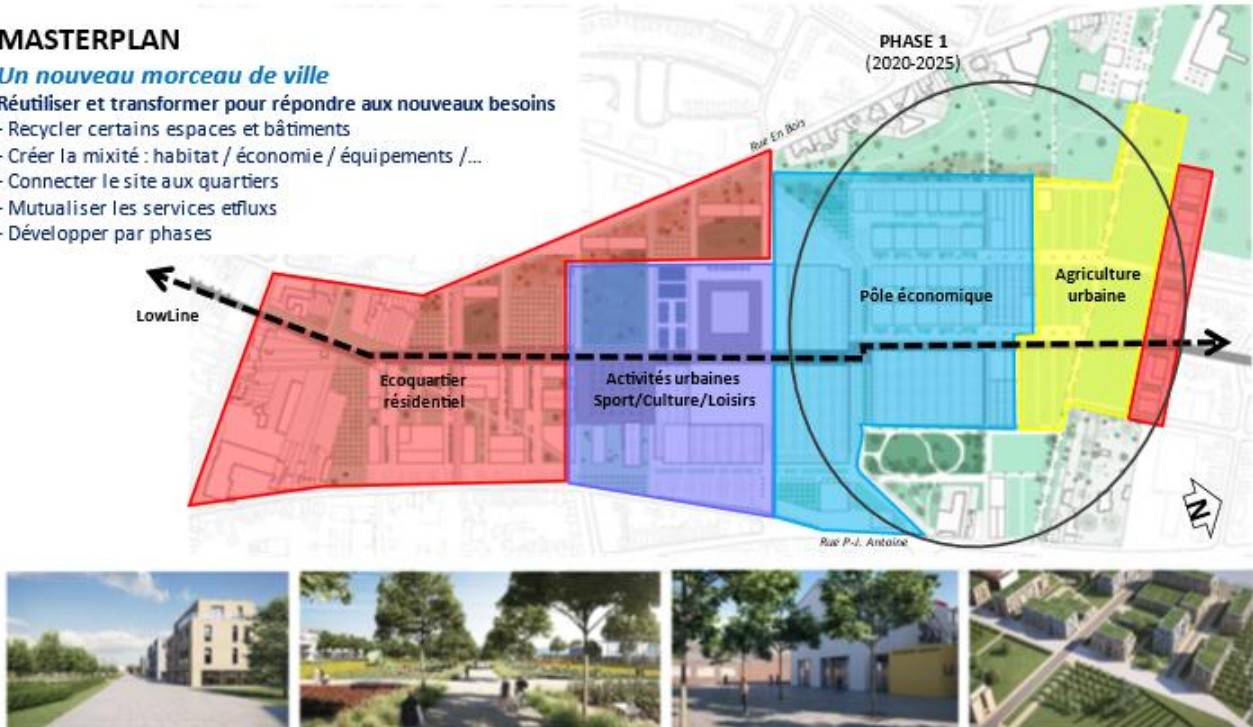 MASTERPLAN
Un nouveau morceau de ville
Réutiliser et transformer pour répondre aux nouveaux besoins
- Recycler certains espaces et bâtiments
- Créer la mixité : habitat / économie / équipements /...
- Connecter le site aux quartiers
- Mutualiser les services etflux
- Développer par phases
PHASE 1
(2020-2025)
Rue En Bois
LowLine
Pôle économique
Agriculture
urbaine
Ecoquartier
résidentiel
Activités urbaines
Sport/Culture/Loisirs
Rue P-J. Antoine
N